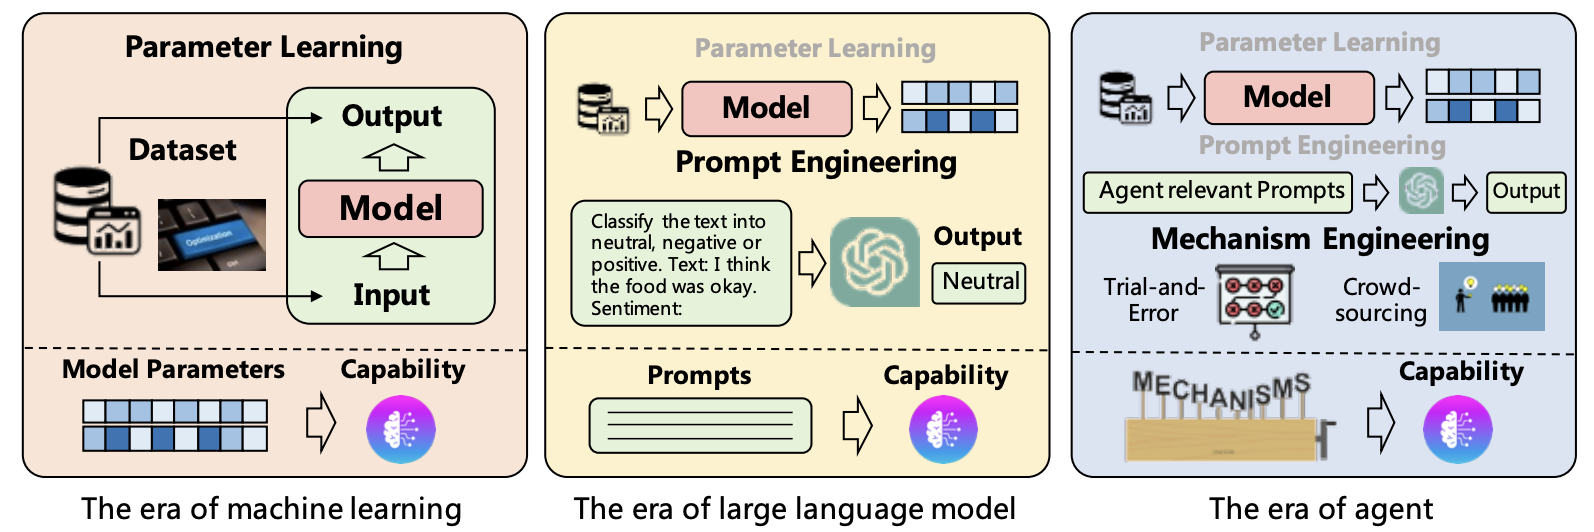 Parameter Learning
Output
Dataset
Model
Optimization
Ctrl
Input
Model Parameters
Capability
The era of machine learning
Parameter Learning
Model
Prompt Engineering
Classify the text into
neutral, negative or
positive. Text: I think
the food was okay.
Sentiment:
Output
Neutral
Prompts
Capability
The era of large language model
Parameter Learning
Model
Prompt Engineering
Agent relevant Prompts
Output
Mechanism Engineering
Trial-and-
Error
Crowd-
sourcing
MECHANISMS
Capability
The era of agent